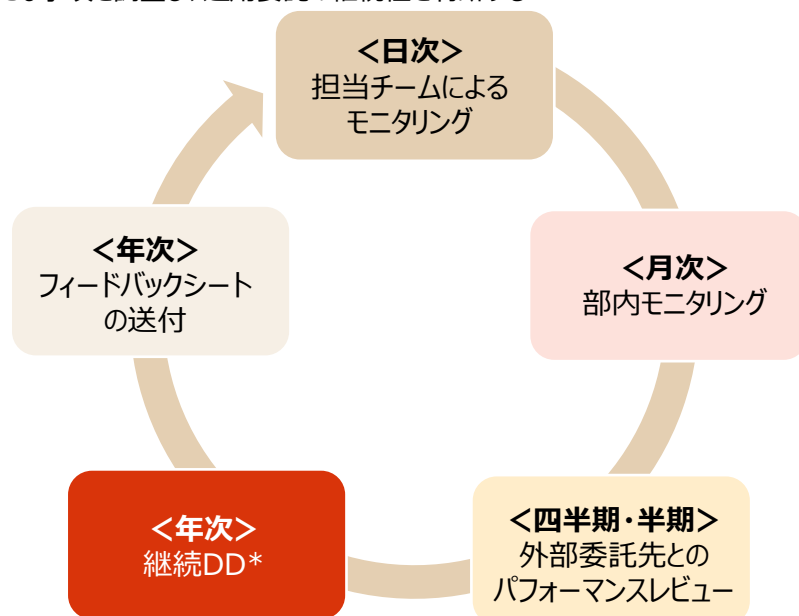 ＜日次＞
担当チームによる
モニタリング
＜月次＞
部内モニタリング
＜四半期・半期＞
外部委託先との
パフォーマンスレビュー
＜年次＞
継続DD*
＜年次＞
フィードバックシート
の送付